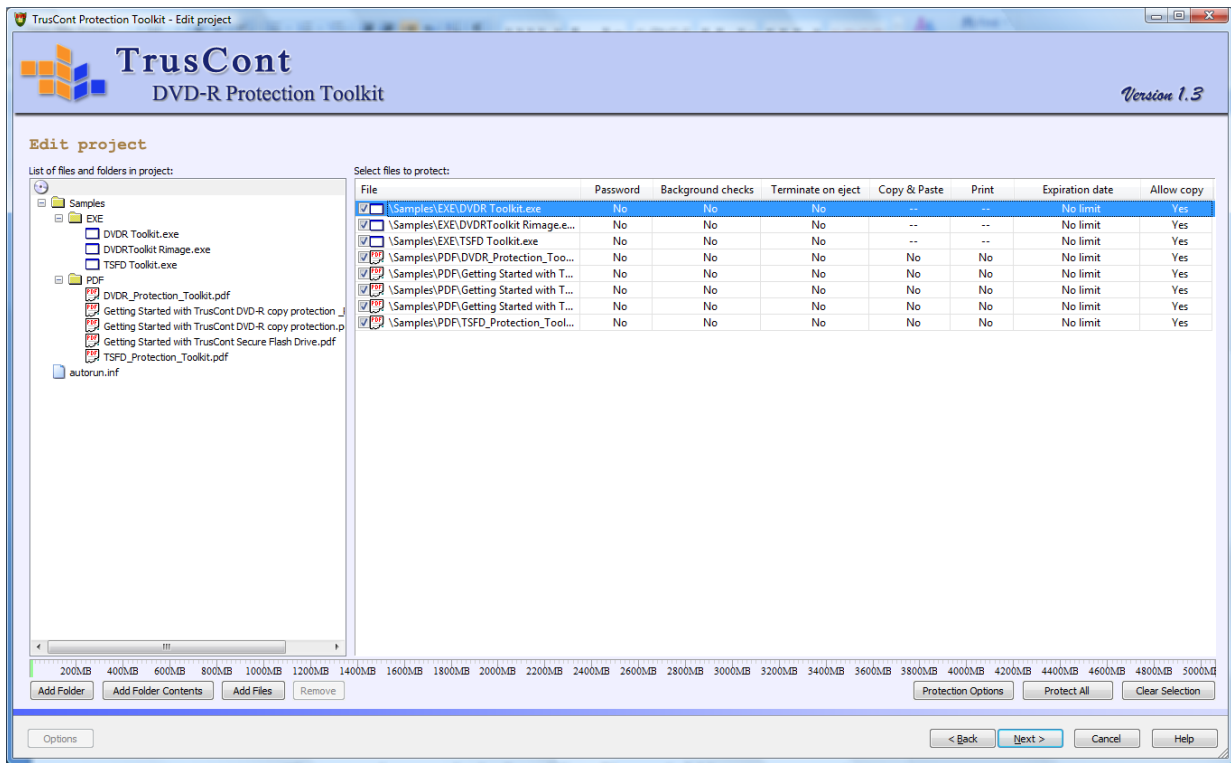 TrusCont Protection Toolkit - Edit project
TrusCont
DVD-R Protection Toolkit
Version 1.3
Edit project
List of files and folders in project:
Samples
EXE
DVDR Toolkit.exe
DVDRToolkit Rimage.exe
TSFD Toolkit.exe
PDF
DVDR_Protection_Toolkit.pdf
Getting Started with TrusCont DVD-R copy protection _
Getting Started with TrusCont DVD-R copy protection.p
Getting Started with TrusCont Secure Flash Drive.pdf
TSFD_Protection_Toolkit.pdf
autorun.inf
Select files to protect:
File Password Background checks Terminate on eject Copy & Paste Print Expiration date Allow copy
\Samples\EXE\DVDR Toolkit.exe No No No -- -- No limit Yes
\Samples\EXE\DVDRToolkit Rimage.e... No No No -- -- No limit Yes
\Samples\EXE\TSFD Toolkit.exe No No No -- -- No limit Yes
\Samples\PDF\DVDR_Protection_Too... No No No No No No limit Yes
\Samples\PDF\Getting Started with T... No No No No No No limit Yes
\Samples\PDF\Getting Started with T... No No No No No No limit Yes
\Samples\PDF\Getting Started with T... No No No No No No limit Yes
\Samples\PDF\TSFD_Protection_Tool... No No No No No No limit Yes
200MB 400MB 600MB 800MB 1000MB 1200MB 1400MB 1600MB 1800MB 2000MB 2200MB 2400MB 2600MB 2800MB 3000MB 3200MB 3400MB 3600MB 3800MB 4000MB 4200MB 4400MB 4600MB 4800MB 5000M
Add Folder Add Folder Contents Add Files Remove Protection Options Protect All Clear Selection
Options < Back Next > Cancel Help